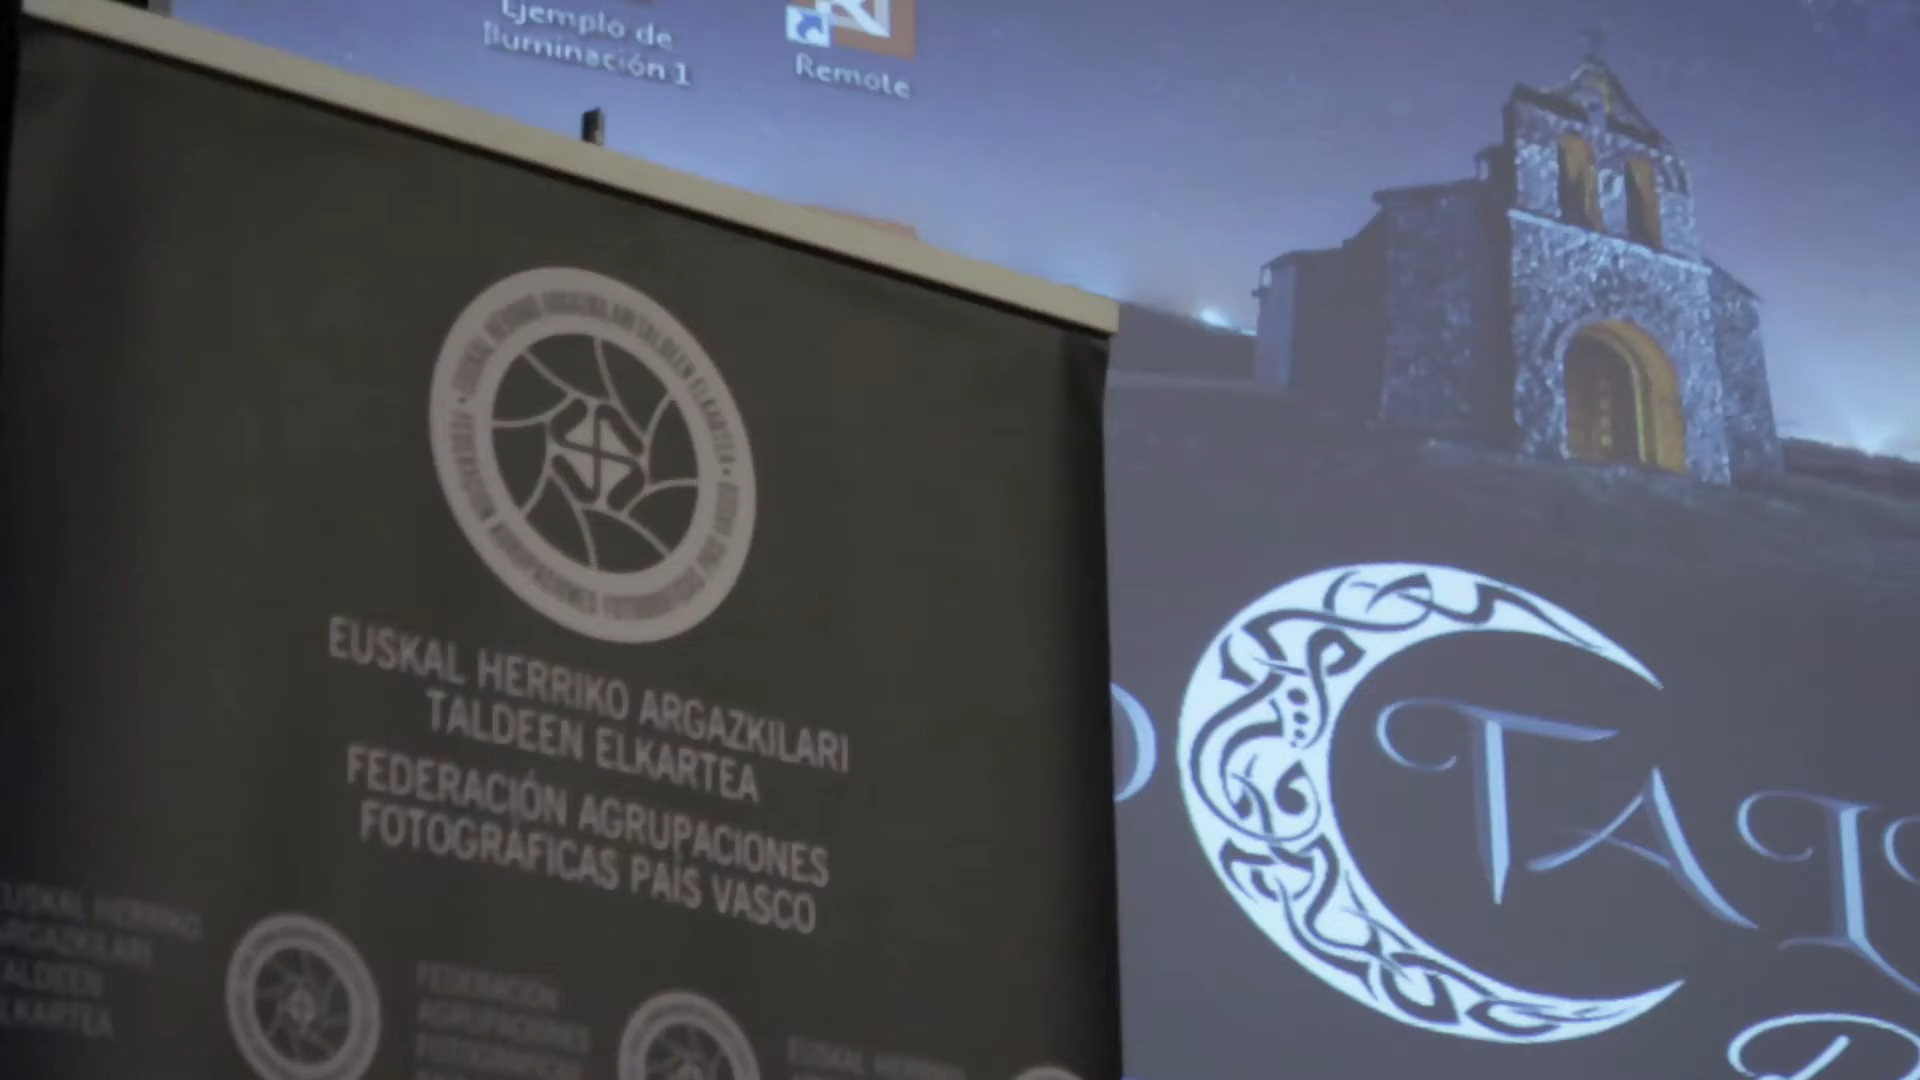 Ejemplo de
Iluminación 1
Remote
EUSKAL HERRIKO ARGAZKILARI
TALDEEN ELKARTEA
FEDERACIÓN AGRUPACIONES
FOTOGRÁFICAS PAÍS VASCO
EUSKAL HERRIKO
ARGAZKILARI
TALDEEN
ELKARTEA
FEDERACIÓN
AGRUPACIONES
FOTOGRÁFICAS
EUSKAL HERRIKO